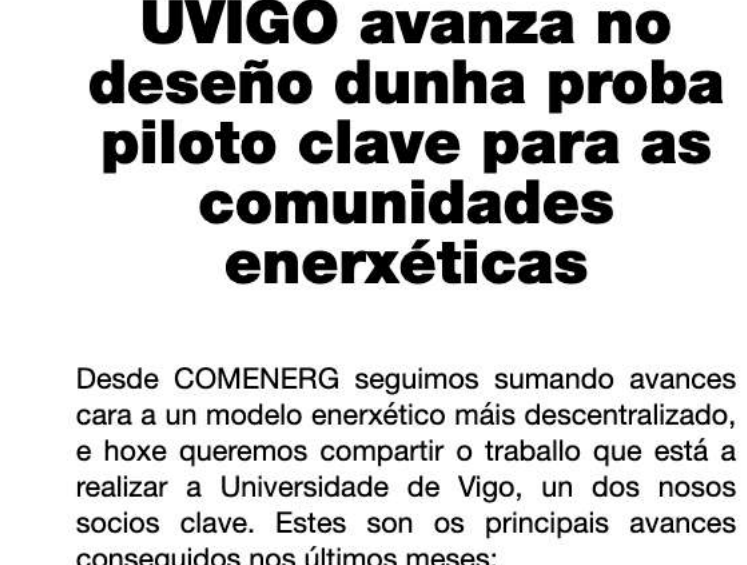 UVIGO avanza no
deseño dunha proba
piloto clave para as
comunidades
enerxéticas
Desde COMENERG seguimos sumando avances
cara a un modelo enerxético máis descentralizado,
e hoxe queremos compartir o traballo que está a
realizar a Universidade de Vigo, un dos nosos
socios clave. Estes son os principais avances
conseguidos nos últimos meses: